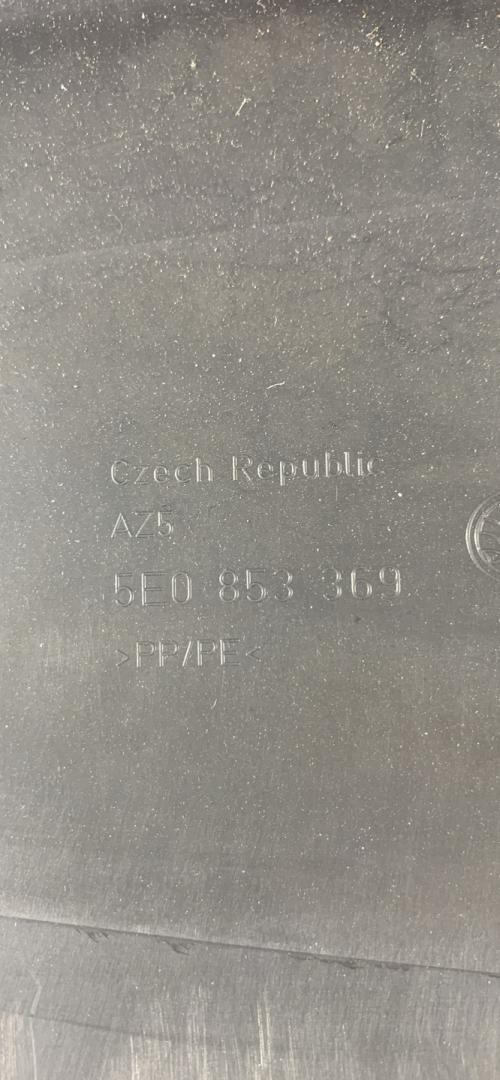 Czech Republic
AZ5
5E0 853 369
>PP/PE<